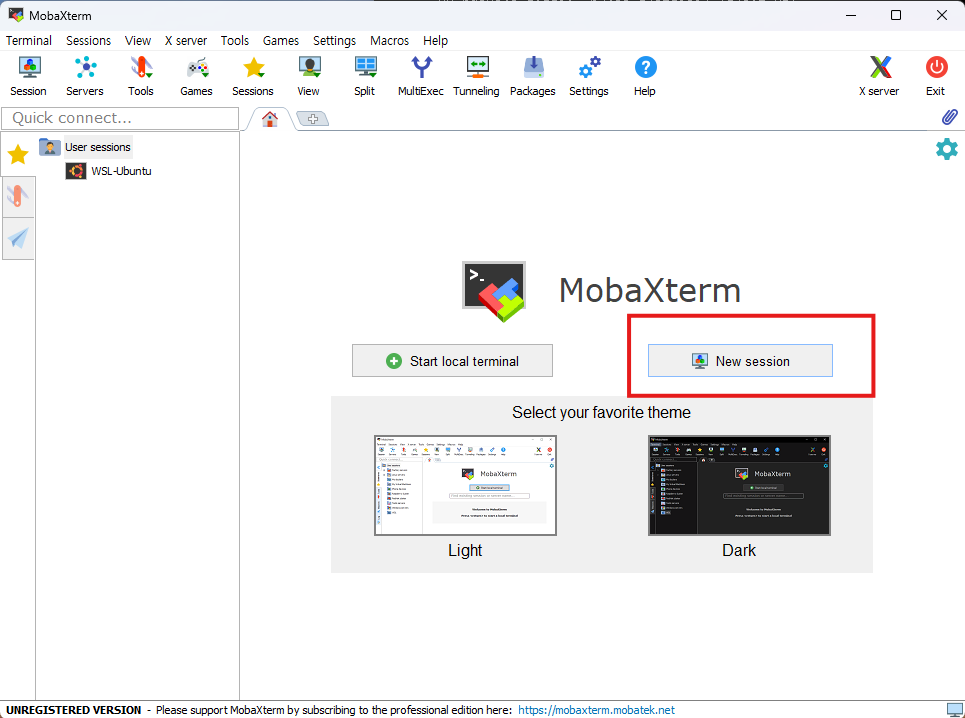 MobaXterm
Terminal Sessions View X server Tools Games Settings Macros Help
Session Servers Tools Games Sessions View Split MultiExec Tunneling Packages Settings Help X server Exit
Quick connect...
User sessions
WSL-Ubuntu
>_
MobaXterm
Start local terminal
New session
Select your favorite theme
MobaXterm
MobaXterm
Light
Dark
UNREGISTERED VERSION - Please support MobaXterm by subscribing to the professional edition here: https://mobaxterm.mobatek.net